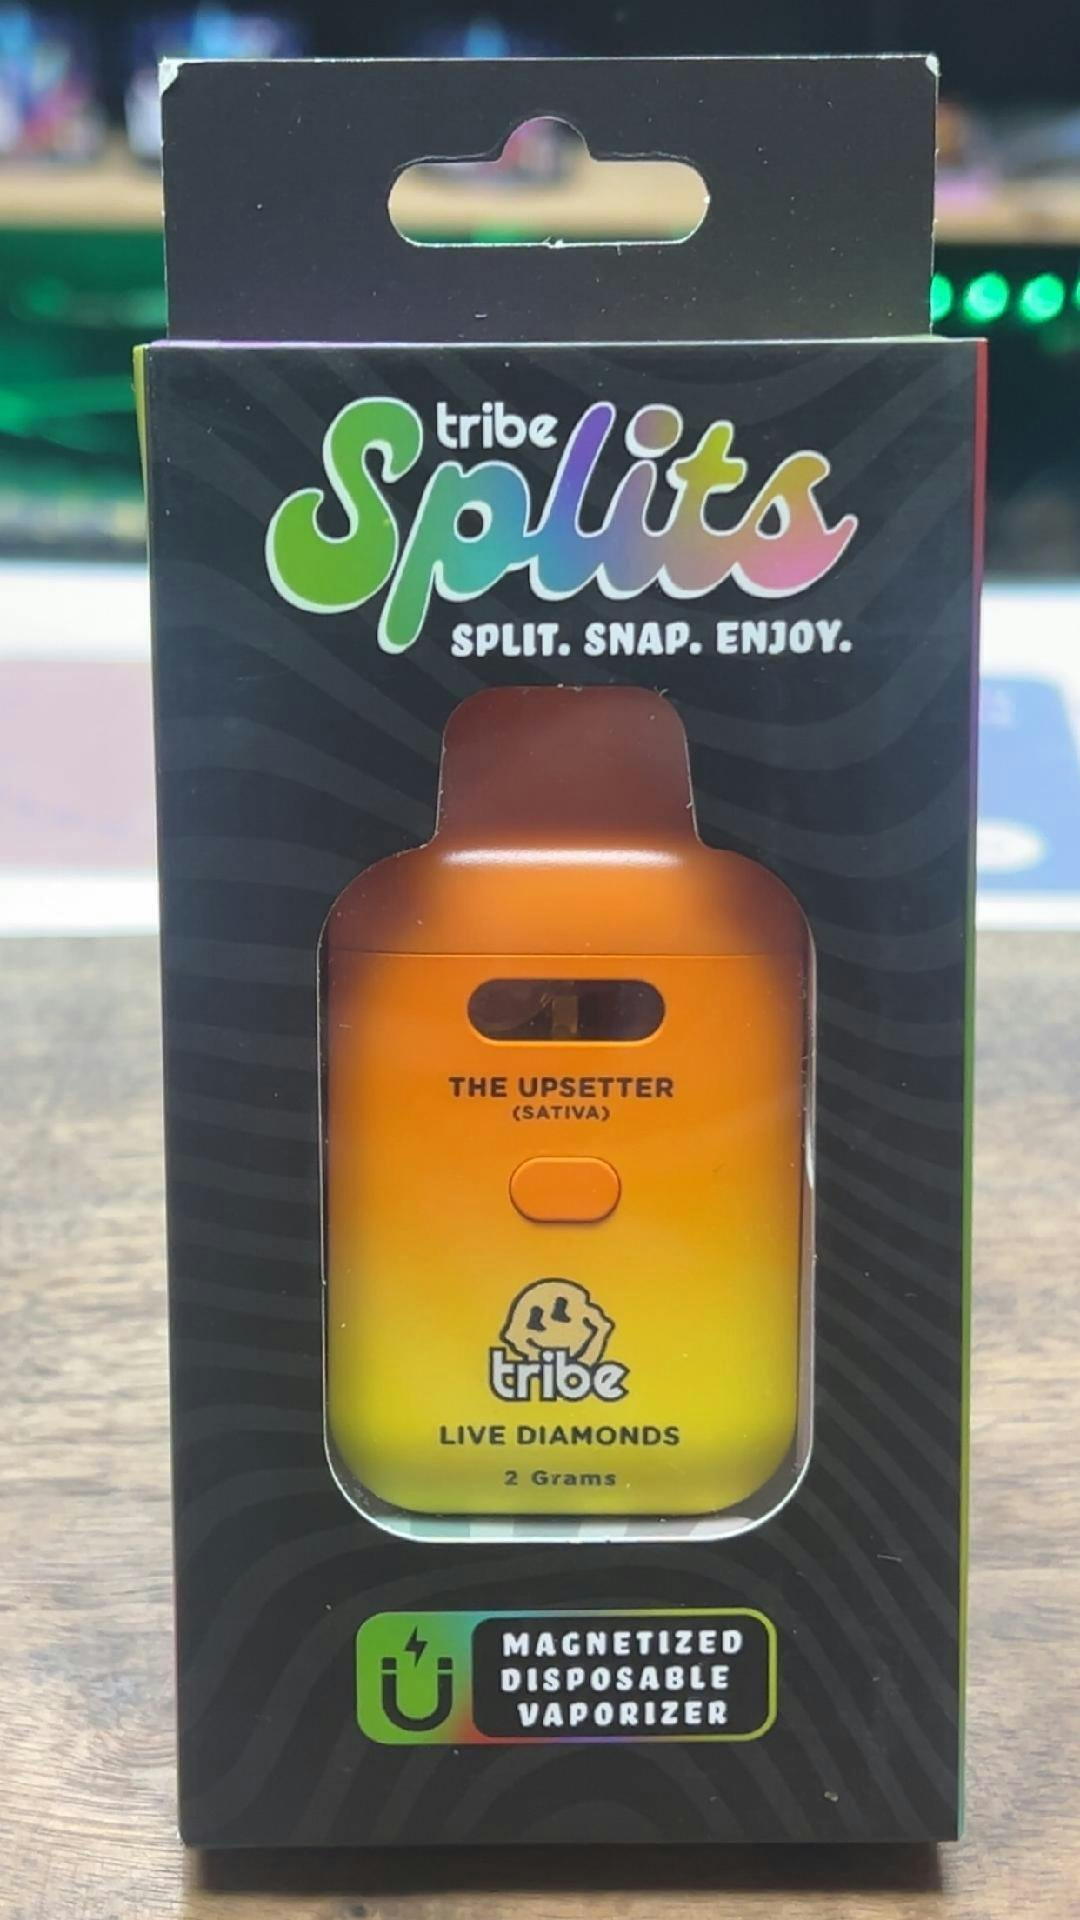 tribe
Splits
SPLIT. SNAP. ENJOY.
THE UPSETTER
(SATIVA)
tribe
LIVE DIAMONDS
2 Grams
MAGNETIZED
DISPOSABLE
VAPORIZER